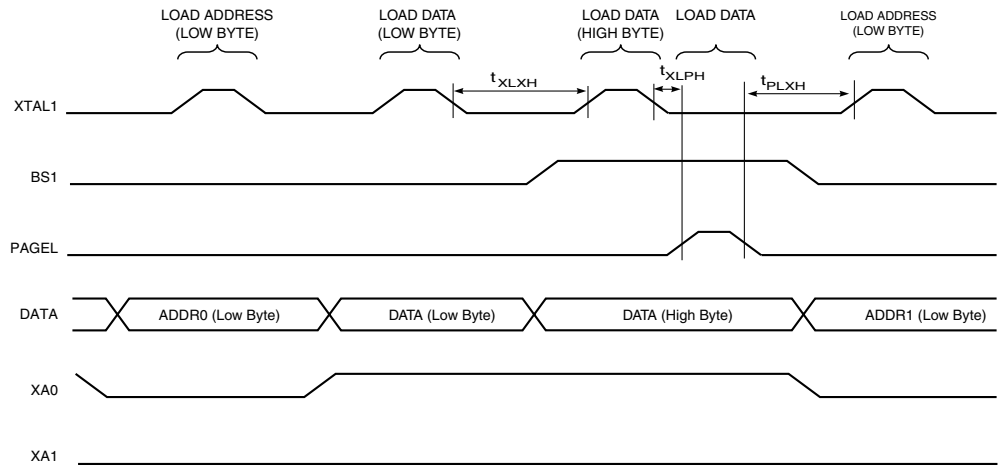 LOAD ADDRESS
(LOW BYTE)
LOAD DATA
(LOW BYTE)
LOAD DATA
(HIGH BYTE)
LOAD DATA
LOAD ADDRESS
(LOW BYTE)
tXLXH
tXLPH
tPLXH
XTAL1
BS1
PAGEL
DATA
ADDR0 (Low Byte)
DATA (Low Byte)
DATA (High Byte)
ADDR1 (Low Byte)
XA0
XA1